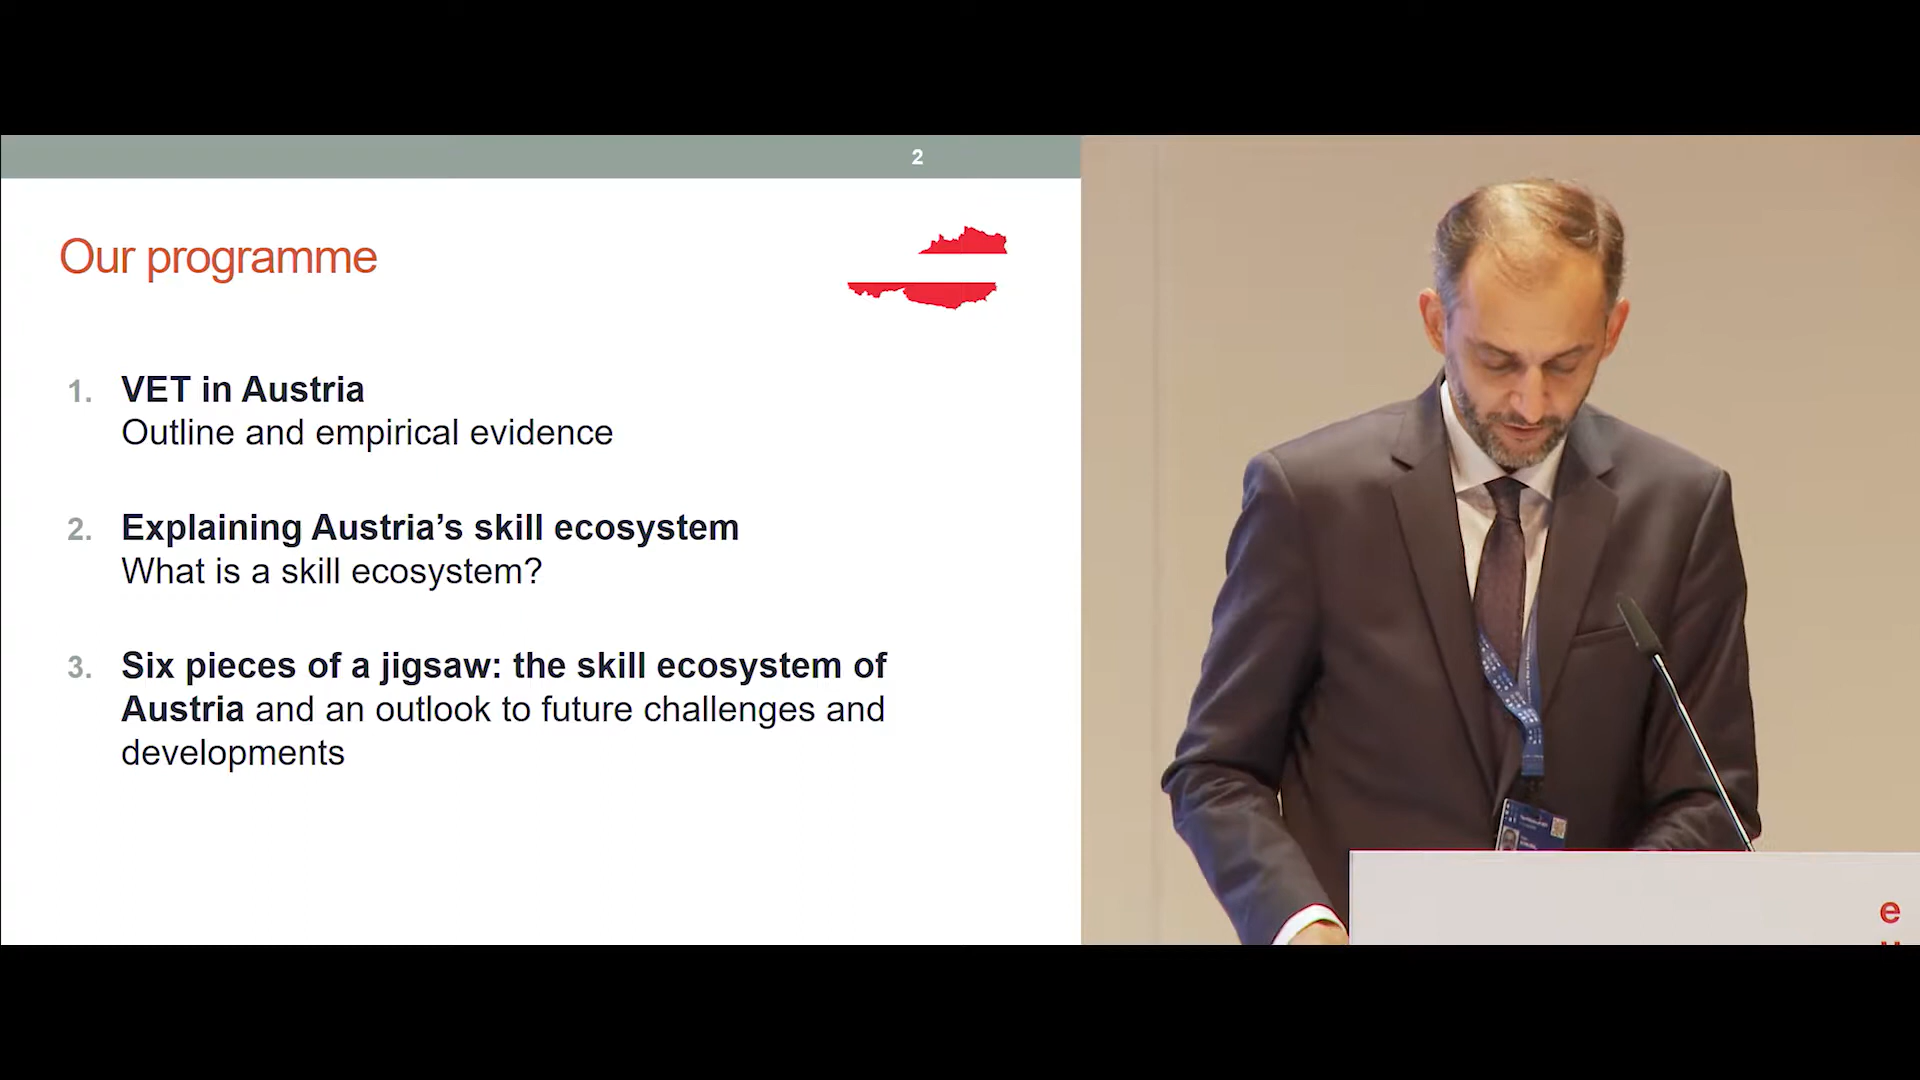 2
Our programme
1. VET in Austria
Outline and empirical evidence
2. Explaining Austria’s skill ecosystem
What is a skill ecosystem?
3. Six pieces of a jigsaw: the skill ecosystem of
Austria and an outlook to future challenges and
developments
e